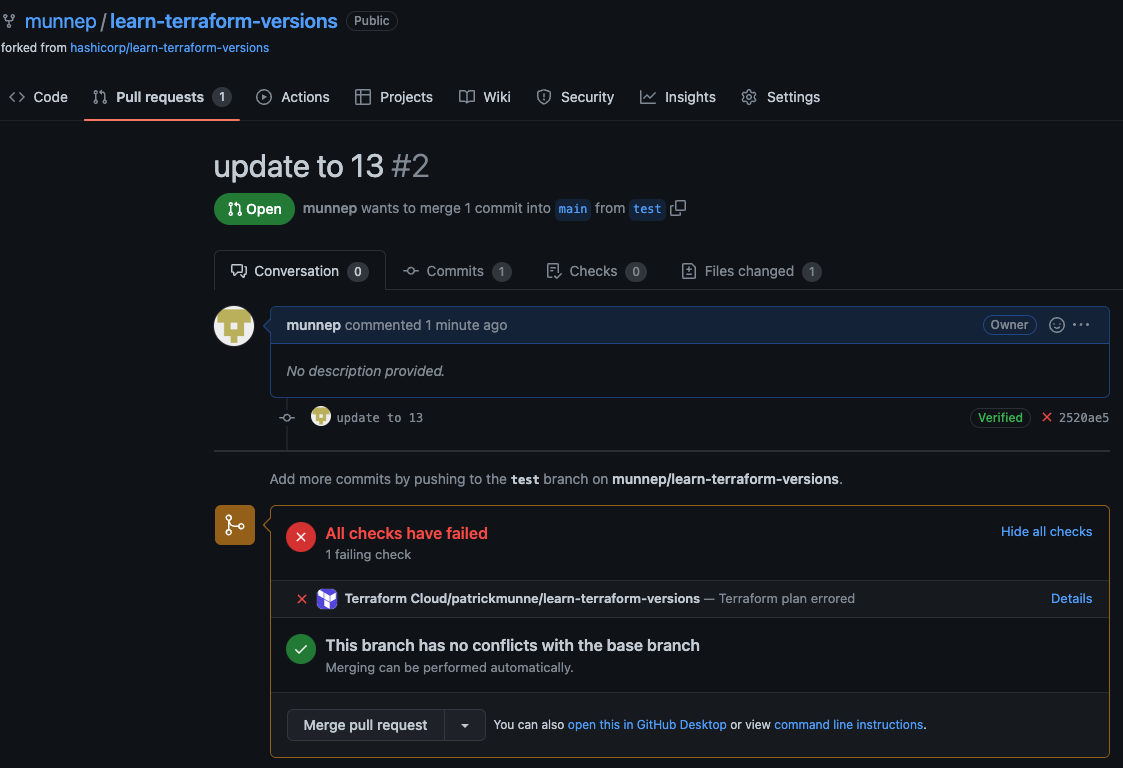 munnep / learn-terraform-versions Public
forked from hashicorp/learn-terraform-versions
Code Pull requests 1 Actions Projects Wiki Security Insights Settings
update to 13 #2
Open munnep wants to merge 1 commit into main from test
Conversation 0 Commits 1 Checks 0 Files changed 1
munnep commented 1 minute ago Owner
No description provided.
update to 13 Verified 2520ae5
Add more commits by pushing to the test branch on munnep/learn-terraform-versions.
All checks have failed Hide all checks
1 failing check
Terraform Cloud/patrickmunne/learn-terraform-versions — Terraform plan errored Details
This branch has no conflicts with the base branch
Merging can be performed automatically.
Merge pull request You can also open this in GitHub Desktop or view command line instructions.